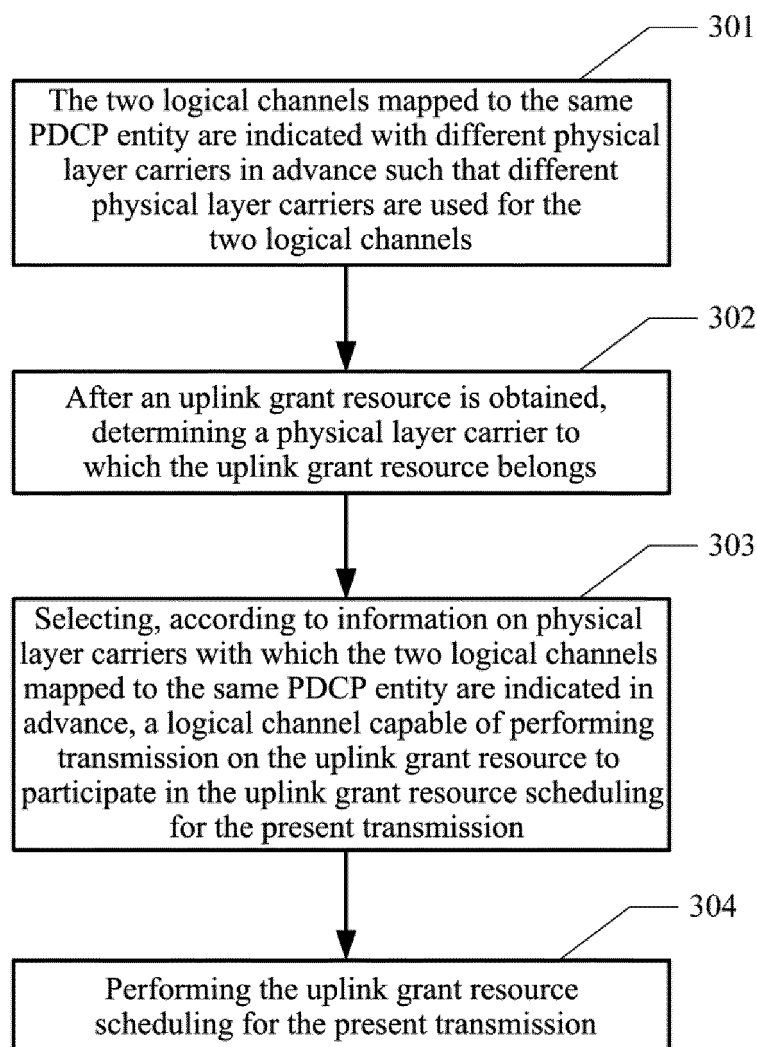 301
The two logical channels mapped to the same
PDCP entity are indicated with different physical
layer carriers in advance such that different
physical layer carriers are used for the
two logical channels
302
After an uplink grant resource is obtained,
determining a physical layer carrier to
which the uplink grant resource belongs
303
Selecting, according to information on physical
layer carriers with which the two logical channels
mapped to the same PDCP entity are indicated in
advance, a logical channel capable of performing
transmission on the uplink grant resource to
participate in the uplink grant resource scheduling
for the present transmission
304
Performing the uplink grant resource
scheduling for the present transmission